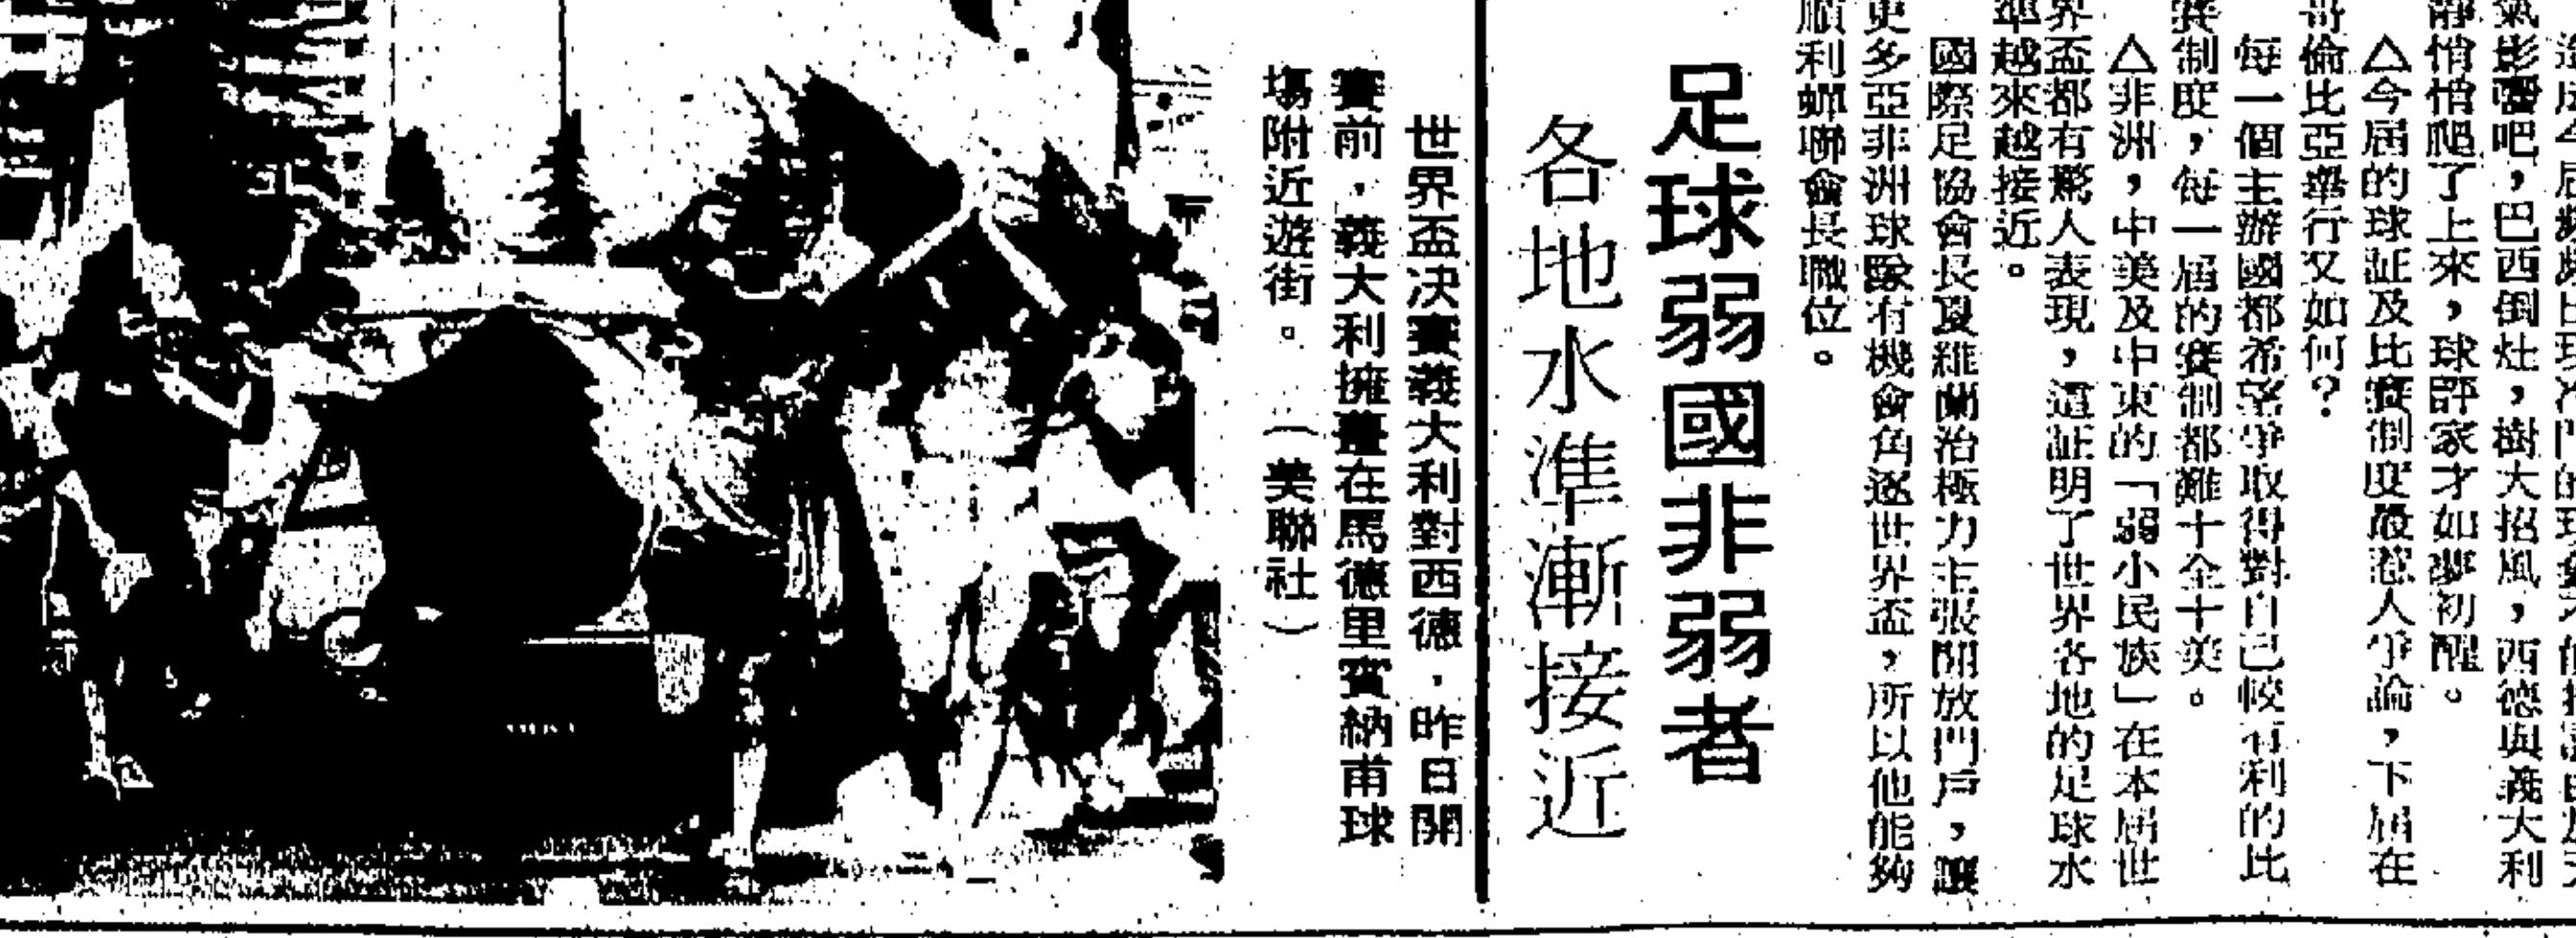 氣影響吧，巴西倒灶，樹大招風，西德與義大利
靜悄悄爬了上來，球評家才如夢初醒。
△今屆的球証及比賽制度最惹人爭論，下屆在
哥倫比亞舉行又如何？
每一個主辦國都希望爭取得對自己較有利的比
賽制度，每一屆的賽制都難十全十美。
△非洲，中美及中東的「弱小民族」在本屆世
界盃都有驚人表現，這証明了世界各地的足球水
準越來越接近。
國際足協會長夏維蘭治極力主張開放門戶，讓
更多亞非洲球隊有機會角逐世界盃，所以他能夠
順利蟬聯會長職位。
足球弱國非弱者
各地水準漸接近
世界盃決賽義大利對西德，昨日開
賽前，義大利擁躉在馬德里賓納甫球
場附近遊街。（美聯社）